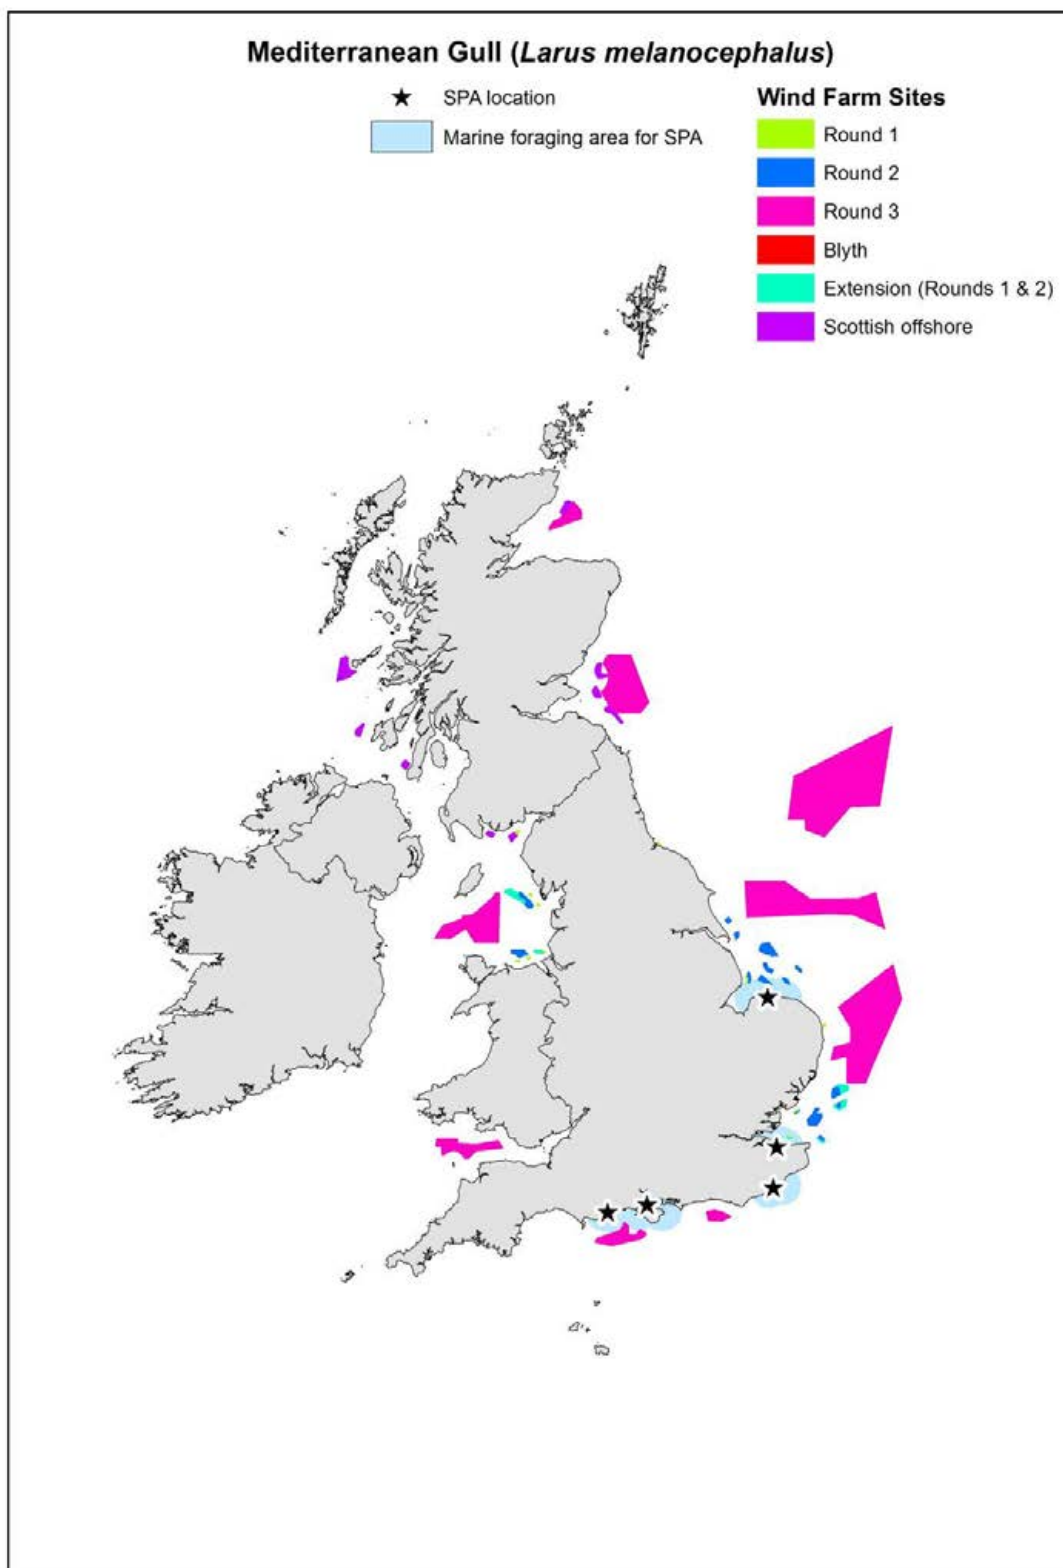 Mediterranean Gull (Larus melanocephalus)
SPA location
Marine foraging area for SPA
Wind Farm Sites
Round 1
Round 2
Round 3
Blyth
Extension (Rounds 1 & 2)
Scottish offshore